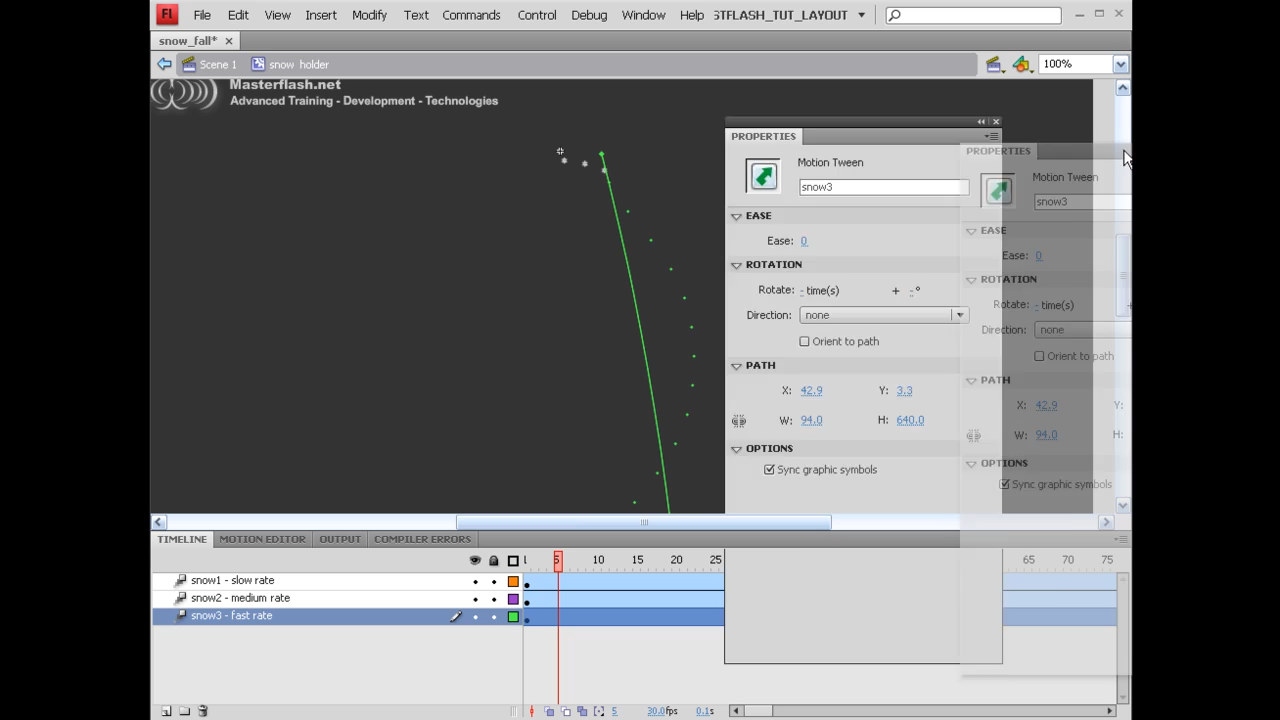 File Edit View Insert Modify Text Commands Control Debug Window Help STFLASH_TUT_LAYOUT
snow_fall*
Scene 1 snow holder 100%
Masterflash.net
Advanced Training - Development - Technologies
PROPERTIES
Motion Tween
snow3
EASE
Ease: 0
ROTATION
Rotate: - time(s) + -°
Direction: none
Orient to path
PATH
X: 42.9 Y: 3.3
W: 94.0 H: 640.0
OPTIONS
Sync graphic symbols
PROPERTIES
Motion Tween
snow3
EASE
Ease: 0
ROTATION
Rotate: - time(s) +
Direction: none
Orient to path
PATH
X: 42.9 Y:
W: 94.0 H:
OPTIONS
Sync graphic symbols
TIMELINE MOTION EDITOR OUTPUT COMPILER ERRORS
5 10 15 20 25 65 70 75
snow1 - slow rate
snow2 - medium rate
snow3 - fast rate
5 30.0fps 0.1s